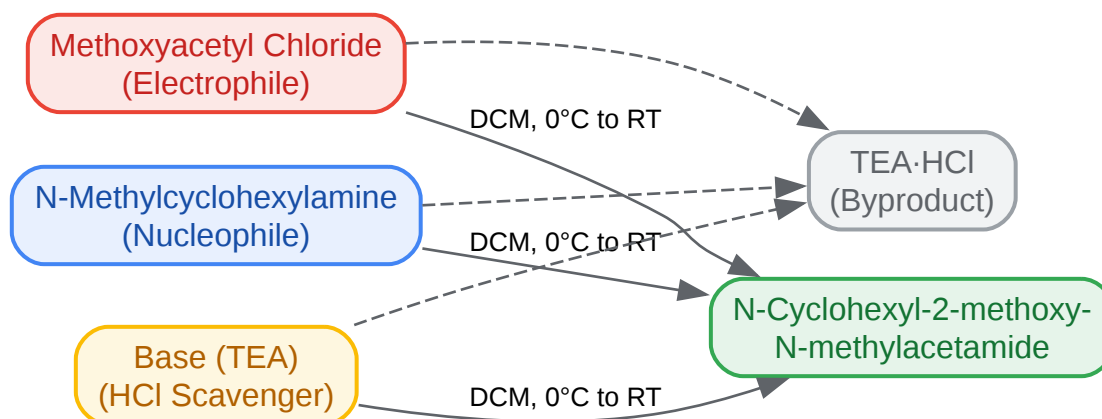 Methoxyacetyl Chloride
(Electrophile)
DCM, 0°C to RT
TEA·HCl
(Byproduct)
N-Methylcyclohexylamine
(Nucleophile)
DCM, 0°C to RT
N-Cyclohexyl-2-methoxy-
N-methylacetamide
Base (TEA)
(HCl Scavenger)
DCM, 0°C to RT